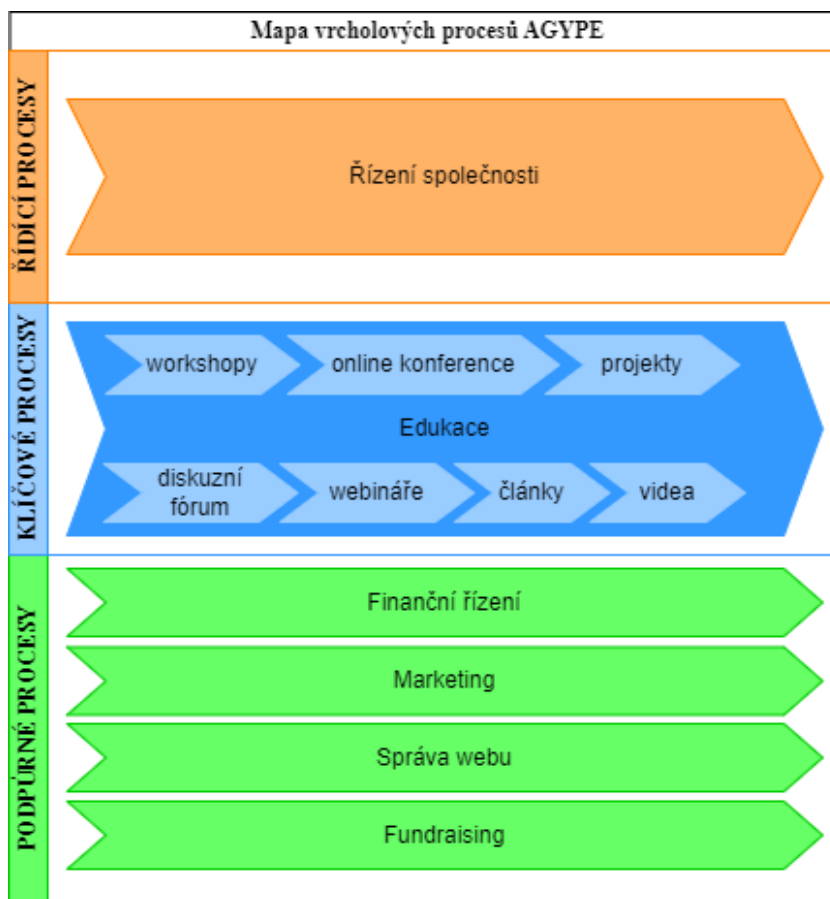 Mapa vrcholových procesů AGYPE
ŘÍDÍCÍ PROCESY
Řízení společnosti
KLÍČOVÉ PROCESY
workshopy
online konference
projekty
Edukace
diskuzní
fórum
webináře
články
videa
PODPŮRNÉ PROCESY
Finanční řízení
Marketing
Správa webu
Fundraising